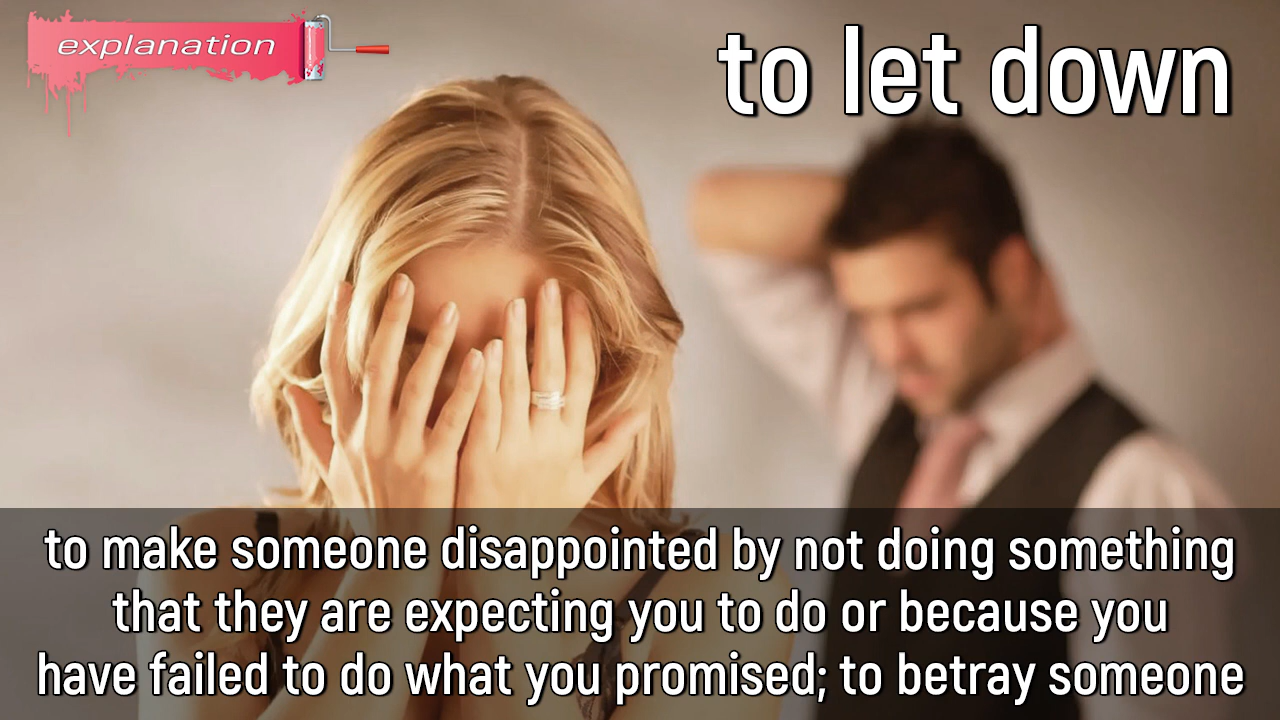 explanation
to let down
to make someone disappointed by not doing something
that they are expecting you to do or because you
have failed to do what you promised; to betray someone